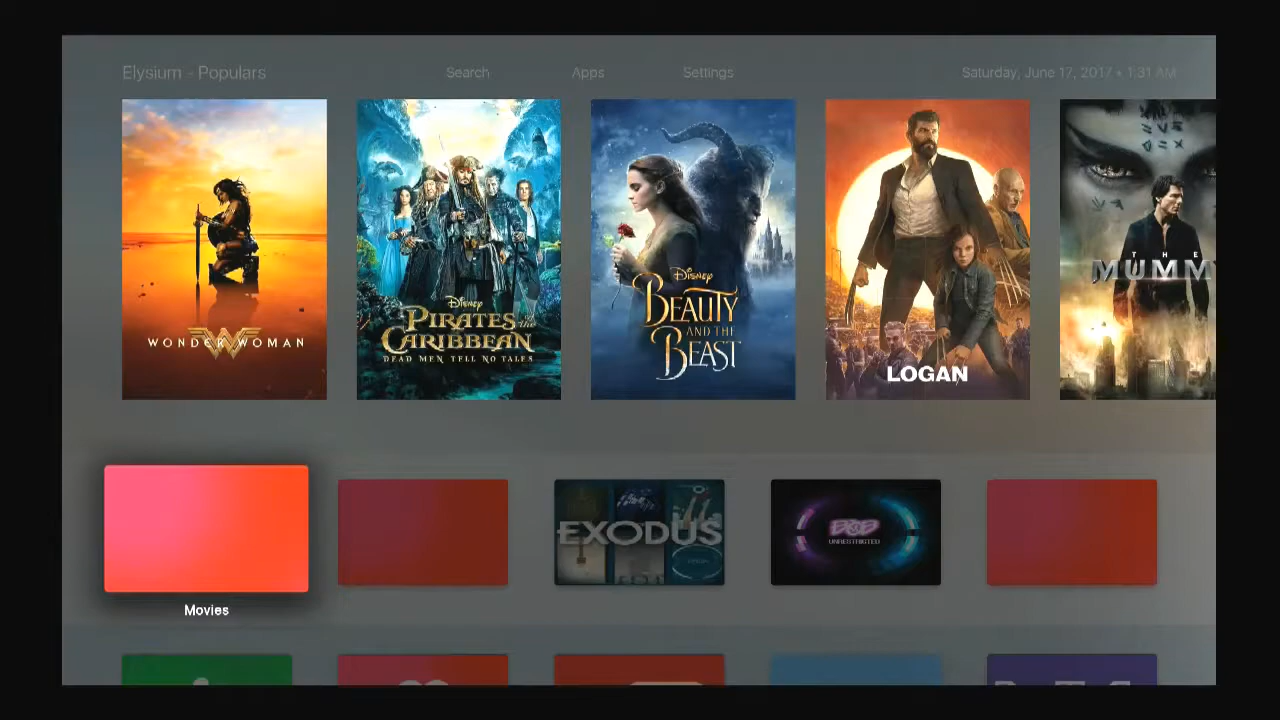 Elysium - Populars
Search
Apps
Settings
Saturday, June 17, 2017 • 1:31 AM
WONDER WOMAN
Disney
PIRATES of the
CARIBBEAN
DEAD MEN TELL NO TALES
Disney
BEAUTY
AND THE
BEAST
LOGAN
THE
MUMMY
EXODUS
UNRESTRICTED
Movies